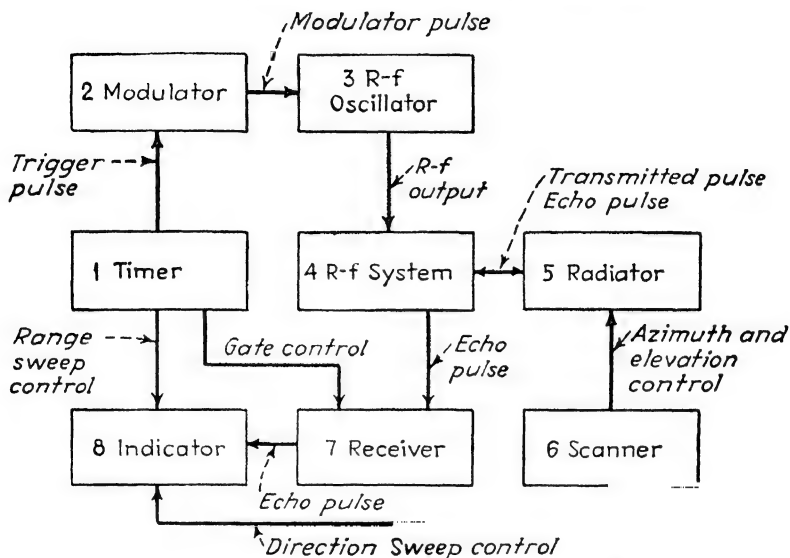 Modulator pulse
2 Modulator
3 R-f
Oscillator
Trigger
pulse
R-f
output
Transmitted pulse
Echo pulse
1 Timer
4 R-f System
5 Radiator
Range
sweep
control
Gate control
Echo
pulse
Azimuth and
elevation
control
8 Indicator
7 Receiver
6 Scanner
Echo pulse
Direction Sweep control